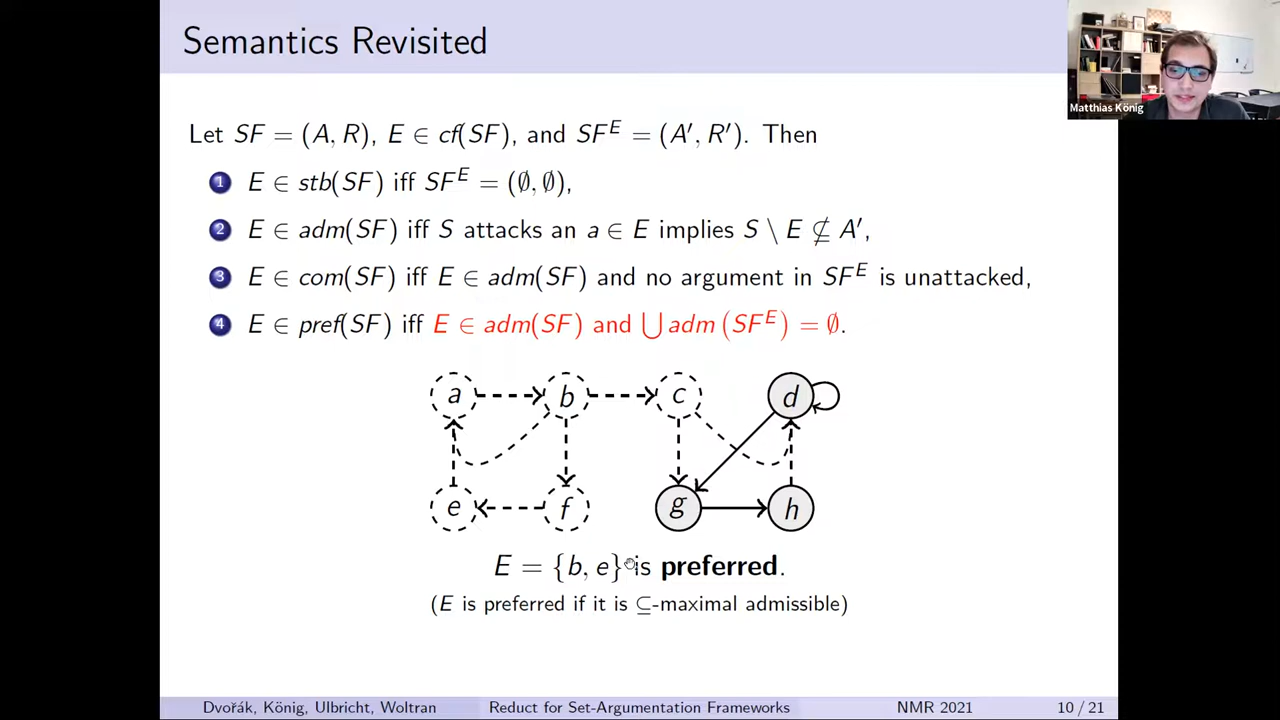 Semantics Revisited
Matthias König
Let SF = (A, R), E ∈ cf(SF), and SF^E = (A′, R′). Then
1 E ∈ stb(SF) iff SF^E = (∅, ∅),
2 E ∈ adm(SF) iff S attacks an a ∈ E implies S \ E ⊈ A′,
3 E ∈ com(SF) iff E ∈ adm(SF) and no argument in SF^E is unattacked,
4 E ∈ pref(SF) iff E ∈ adm(SF) and ⋃ adm (SF^E) = ∅.
a b c d
e f g h
E = {b, e} is preferred.
(E is preferred if it is ⊆-maximal admissible)
Dvořák, König, Ulbricht, Woltran Reduct for Set-Argumentation Frameworks NMR 2021 10 / 21